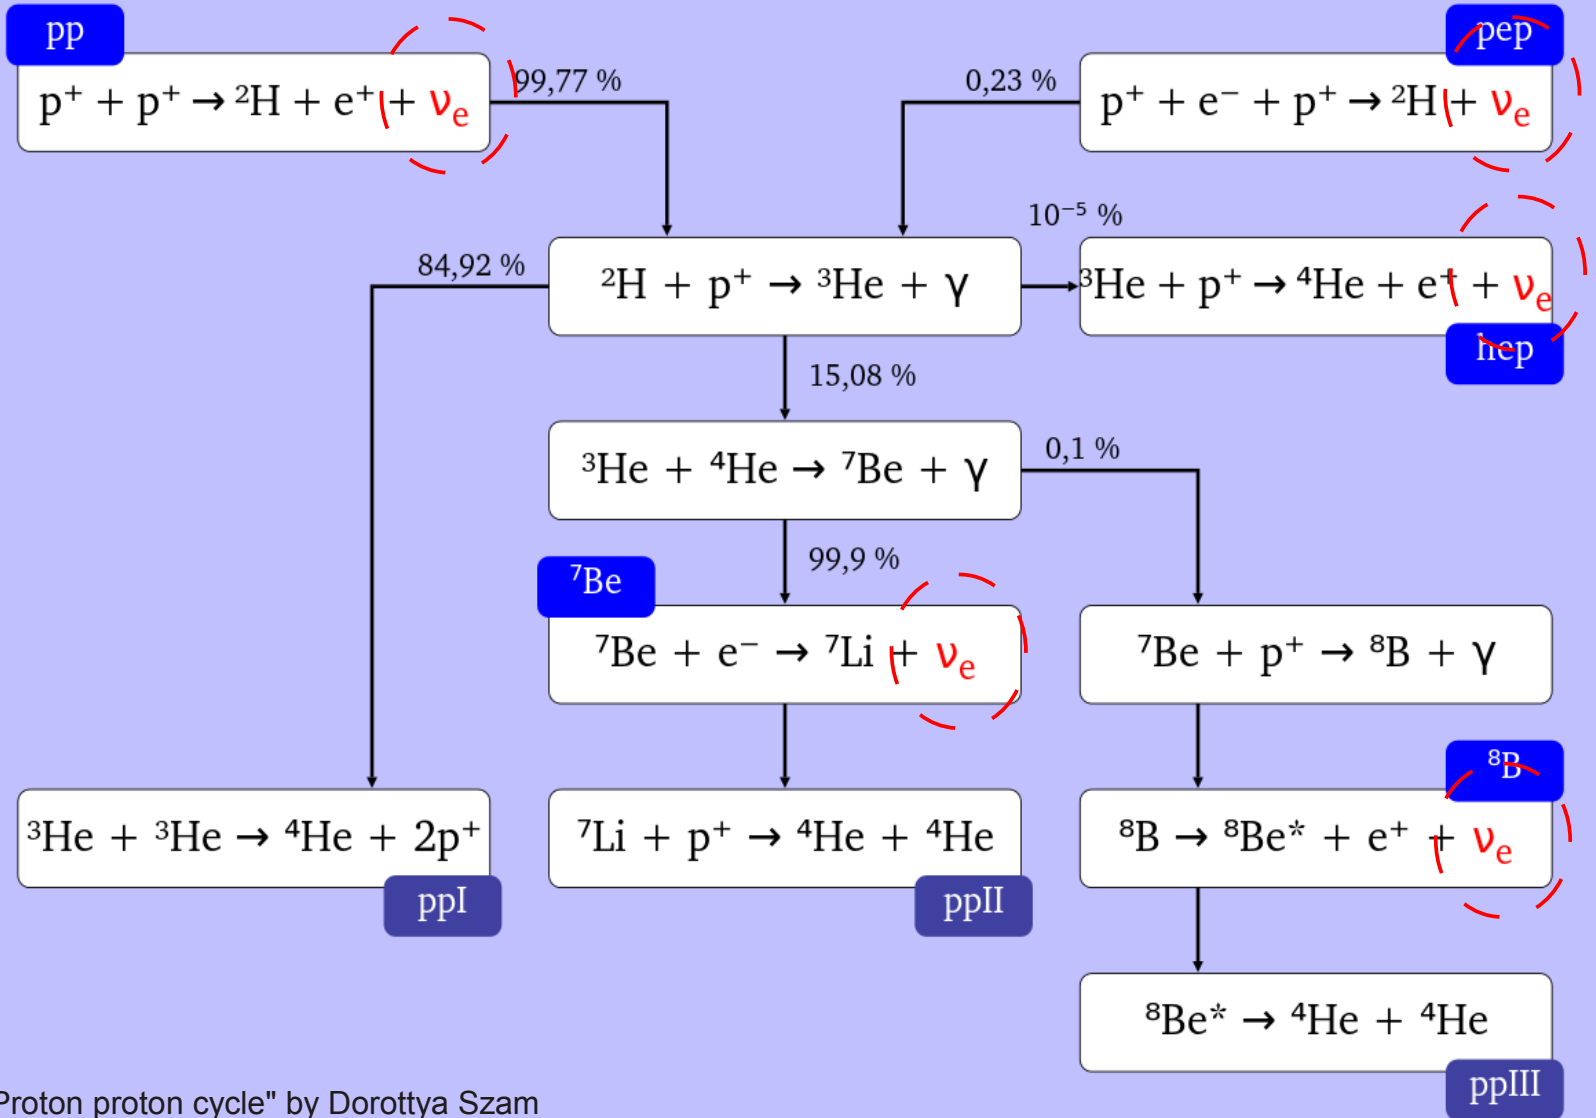 pp
p⁺ + p⁺ → ²H + e⁺ + νₑ
99,77 %
pep
0,23 %
p⁺ + e⁻ + p⁺ → ²H + νₑ
84,92 %
²H + p⁺ → ³He + γ
10⁻⁵ %
³He + p⁺ → ⁴He + e⁺ + νₑ
hep
15,08 %
³He + ⁴He → ⁷Be + γ
0,1 %
99,9 %
⁷Be
⁷Be + e⁻ → ⁷Li + νₑ
⁷Be + p⁺ → ⁸B + γ
³He + ³He → ⁴He + 2p⁺
ppI
⁷Li + p⁺ → ⁴He + ⁴He
ppII
⁸B
⁸B → ⁸Be* + e⁺ + νₑ
⁸Be* → ⁴He + ⁴He
ppIII
Proton proton cycle" by Dorottya Szam